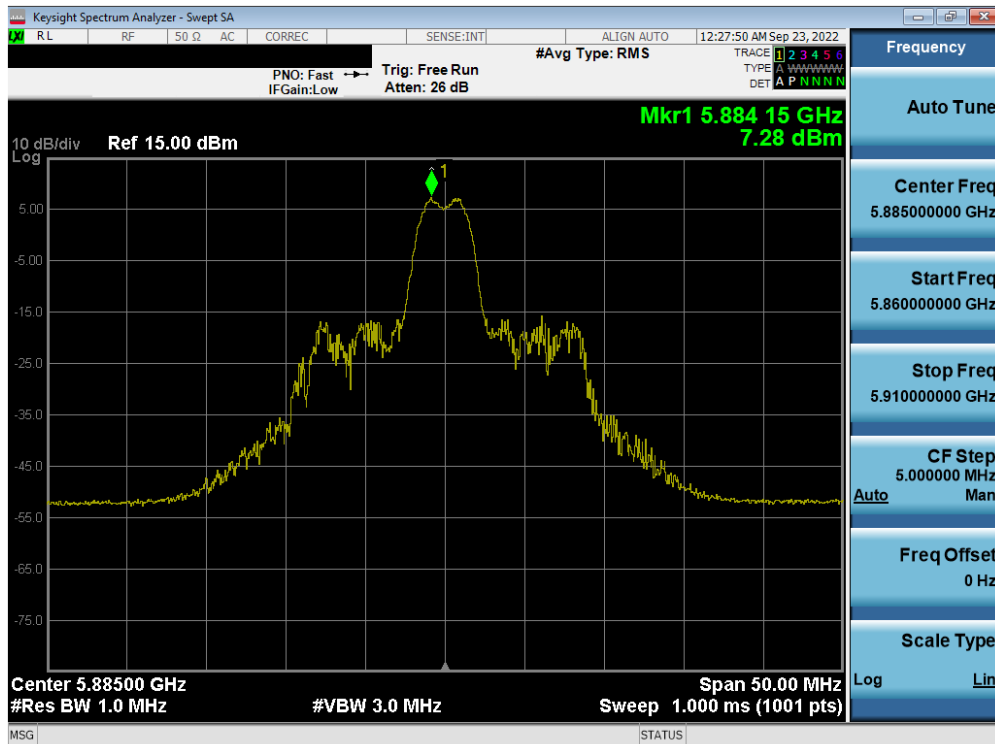 Keysight Spectrum Analyzer - Swept SA
LXI RL RF 50 Ω AC CORREC SENSE:INT ALIGN AUTO 12:27:50 AM Sep 23, 2022
#Avg Type: RMS
TRACE 1 2 3 4 5 6
TYPE A WWWWW
DET A P N N N N
PNO: Fast
IFGain:Low
Trig: Free Run
Atten: 26 dB
Mkr1 5.884 15 GHz
7.28 dBm
10 dB/div
Log
Ref 15.00 dBm
1
5.00
-5.00
-15.0
-25.0
-35.0
-45.0
-55.0
-65.0
-75.0
Center 5.88500 GHz
Span 50.00 MHz
#Res BW 1.0 MHz
#VBW 3.0 MHz
Sweep 1.000 ms (1001 pts)
MSG
STATUS
Frequency
Auto Tune
Center Freq
5.885000000 GHz
Start Freq
5.860000000 GHz
Stop Freq
5.910000000 GHz
CF Step
5.000000 MHz
Auto Man
Freq Offset
0 Hz
Scale Type
Log Lin